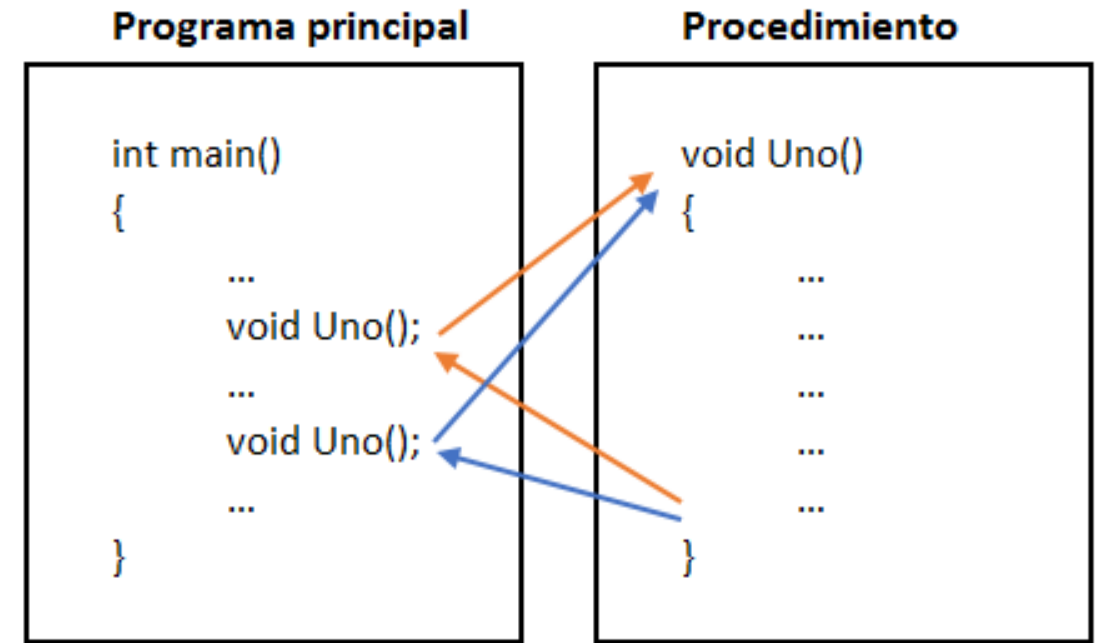 Programa principal
int main()
{
...
void Uno();
...
void Uno();
...
}
Procedimiento
void Uno()
{
...
...
...
...
...
}